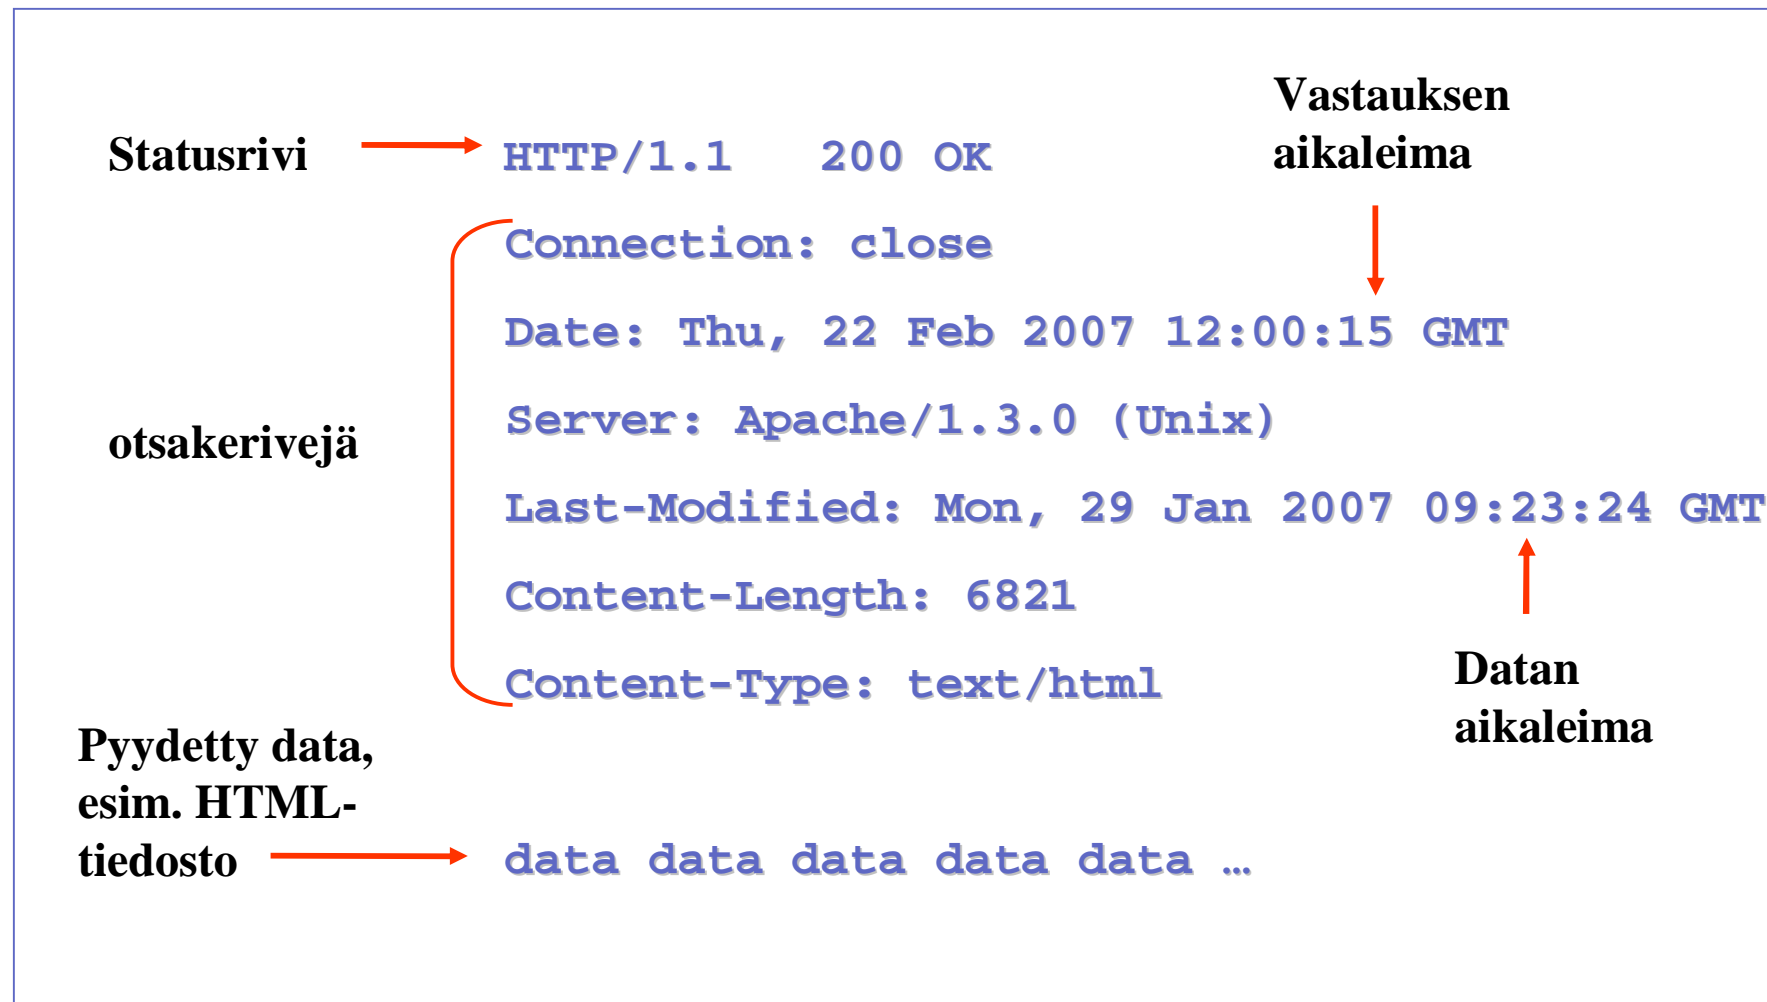 Vastauksen
aikaleima
Statusrivi
HTTP/1.1 200 OK
Connection: close
Date: Thu, 22 Feb 2007 12:00:15 GMT
otsakerivejä
Server: Apache/1.3.0 (Unix)
Last-Modified: Mon, 29 Jan 2007 09:23:24 GMT
Content-Length: 6821
Content-Type: text/html
Datan
aikaleima
Pyydetty data,
esim. HTML-
tiedosto
data data data data data …